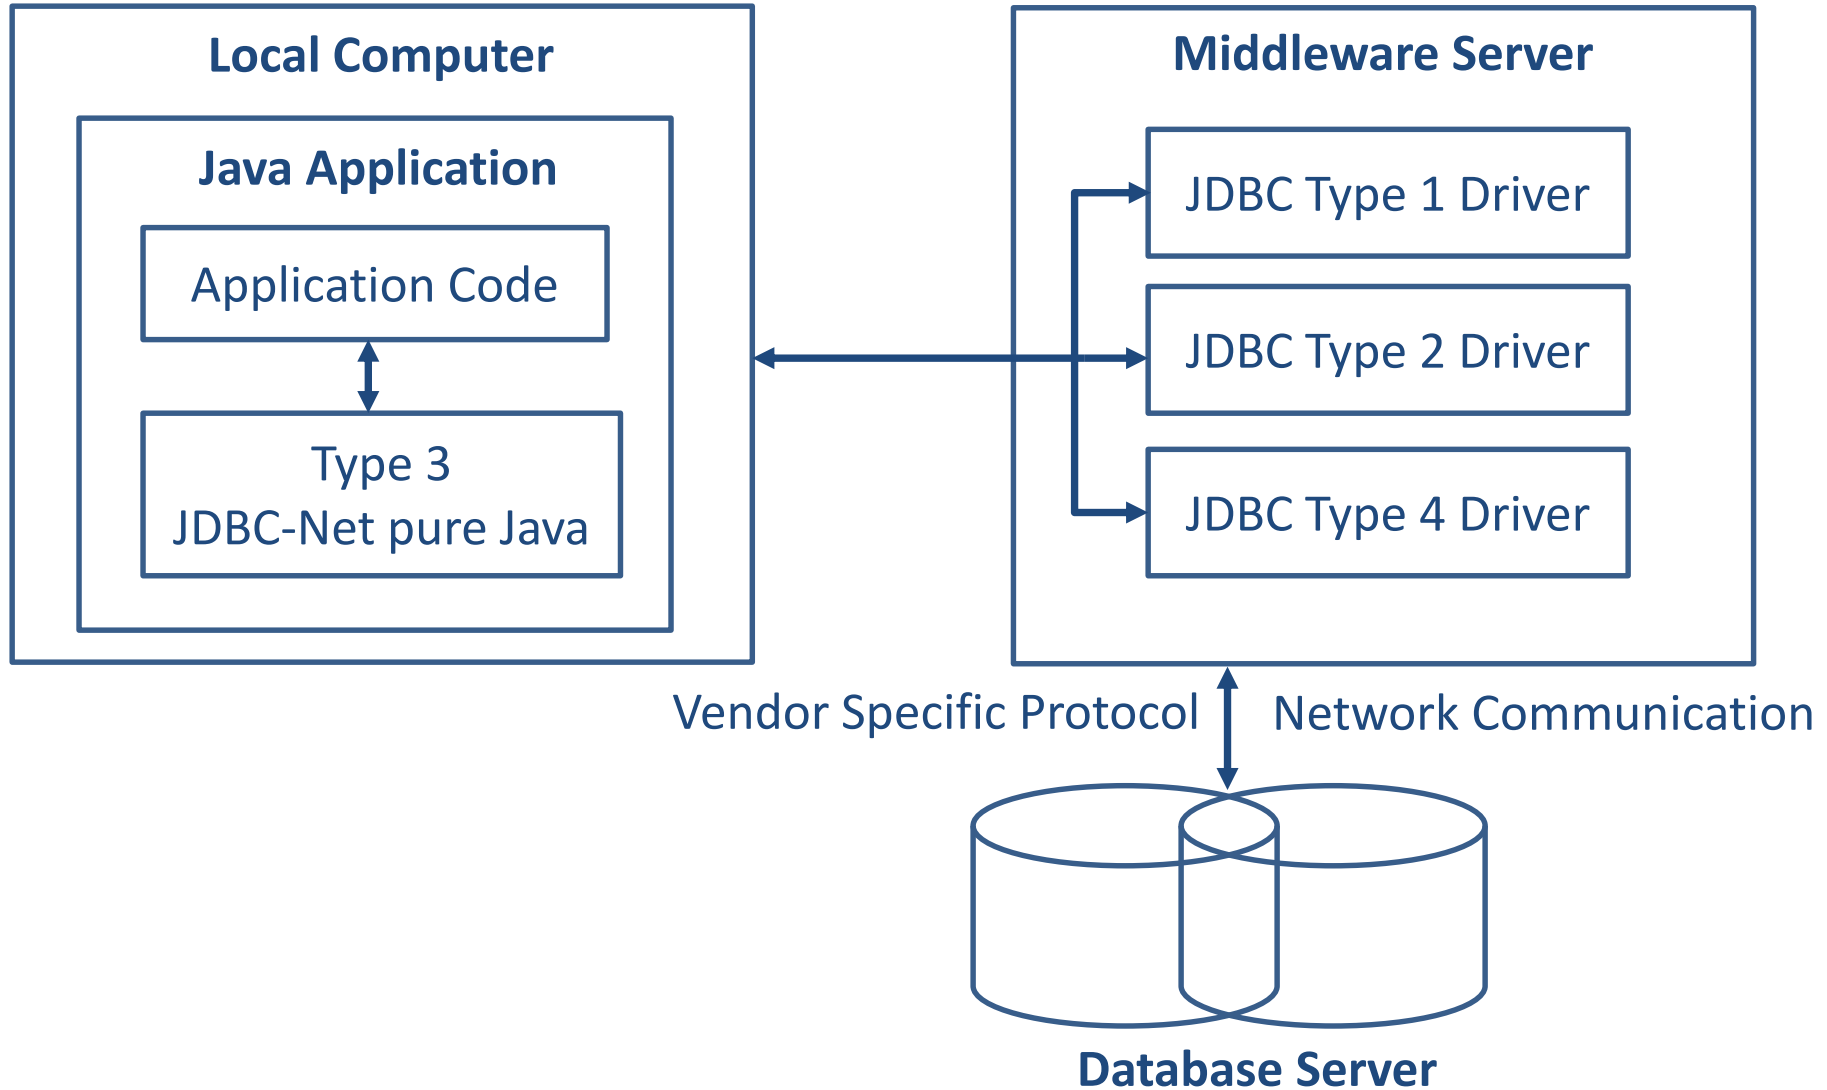 Local Computer
Java Application
Application Code
Type 3
JDBC-Net pure Java
Middleware Server
JDBC Type 1 Driver
JDBC Type 2 Driver
JDBC Type 4 Driver
Vendor Specific Protocol
Network Communication
Database Server